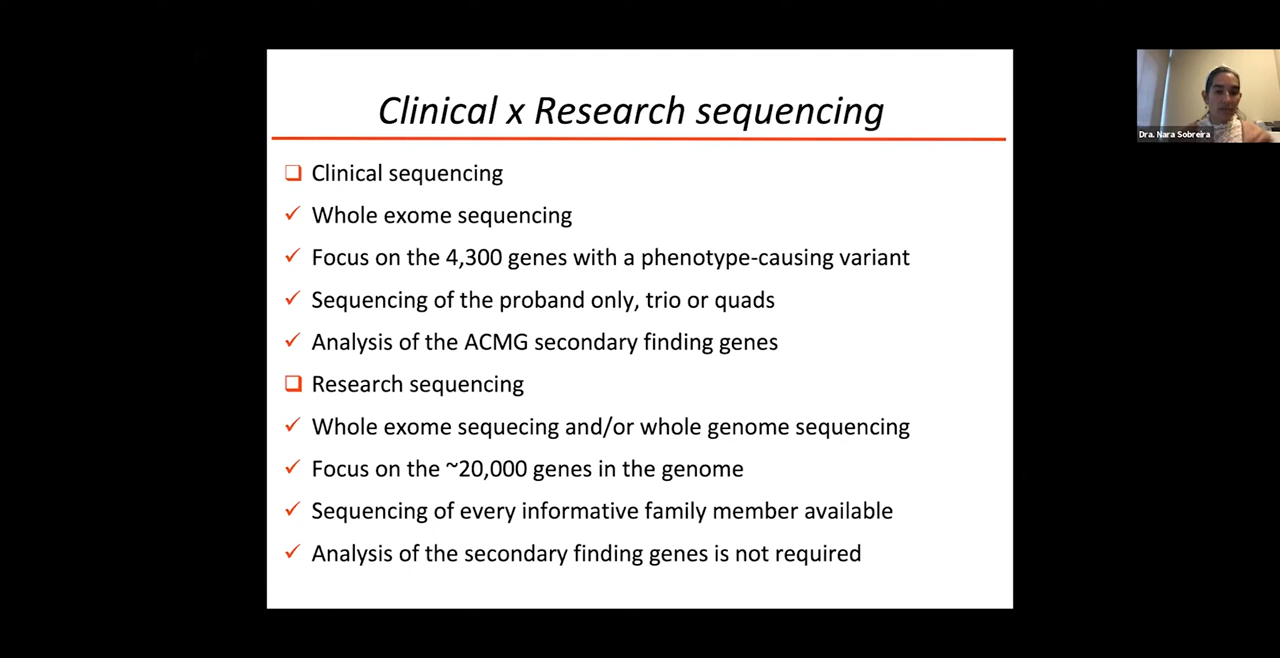 Clinical x Research sequencing
Dra. Nara Sobreira
Clinical sequencing
Whole exome sequencing
Focus on the 4,300 genes with a phenotype-causing variant
Sequencing of the proband only, trio or quads
Analysis of the ACMG secondary finding genes
Research sequencing
Whole exome sequecing and/or whole genome sequencing
Focus on the ~20,000 genes in the genome
Sequencing of every informative family member available
Analysis of the secondary finding genes is not required